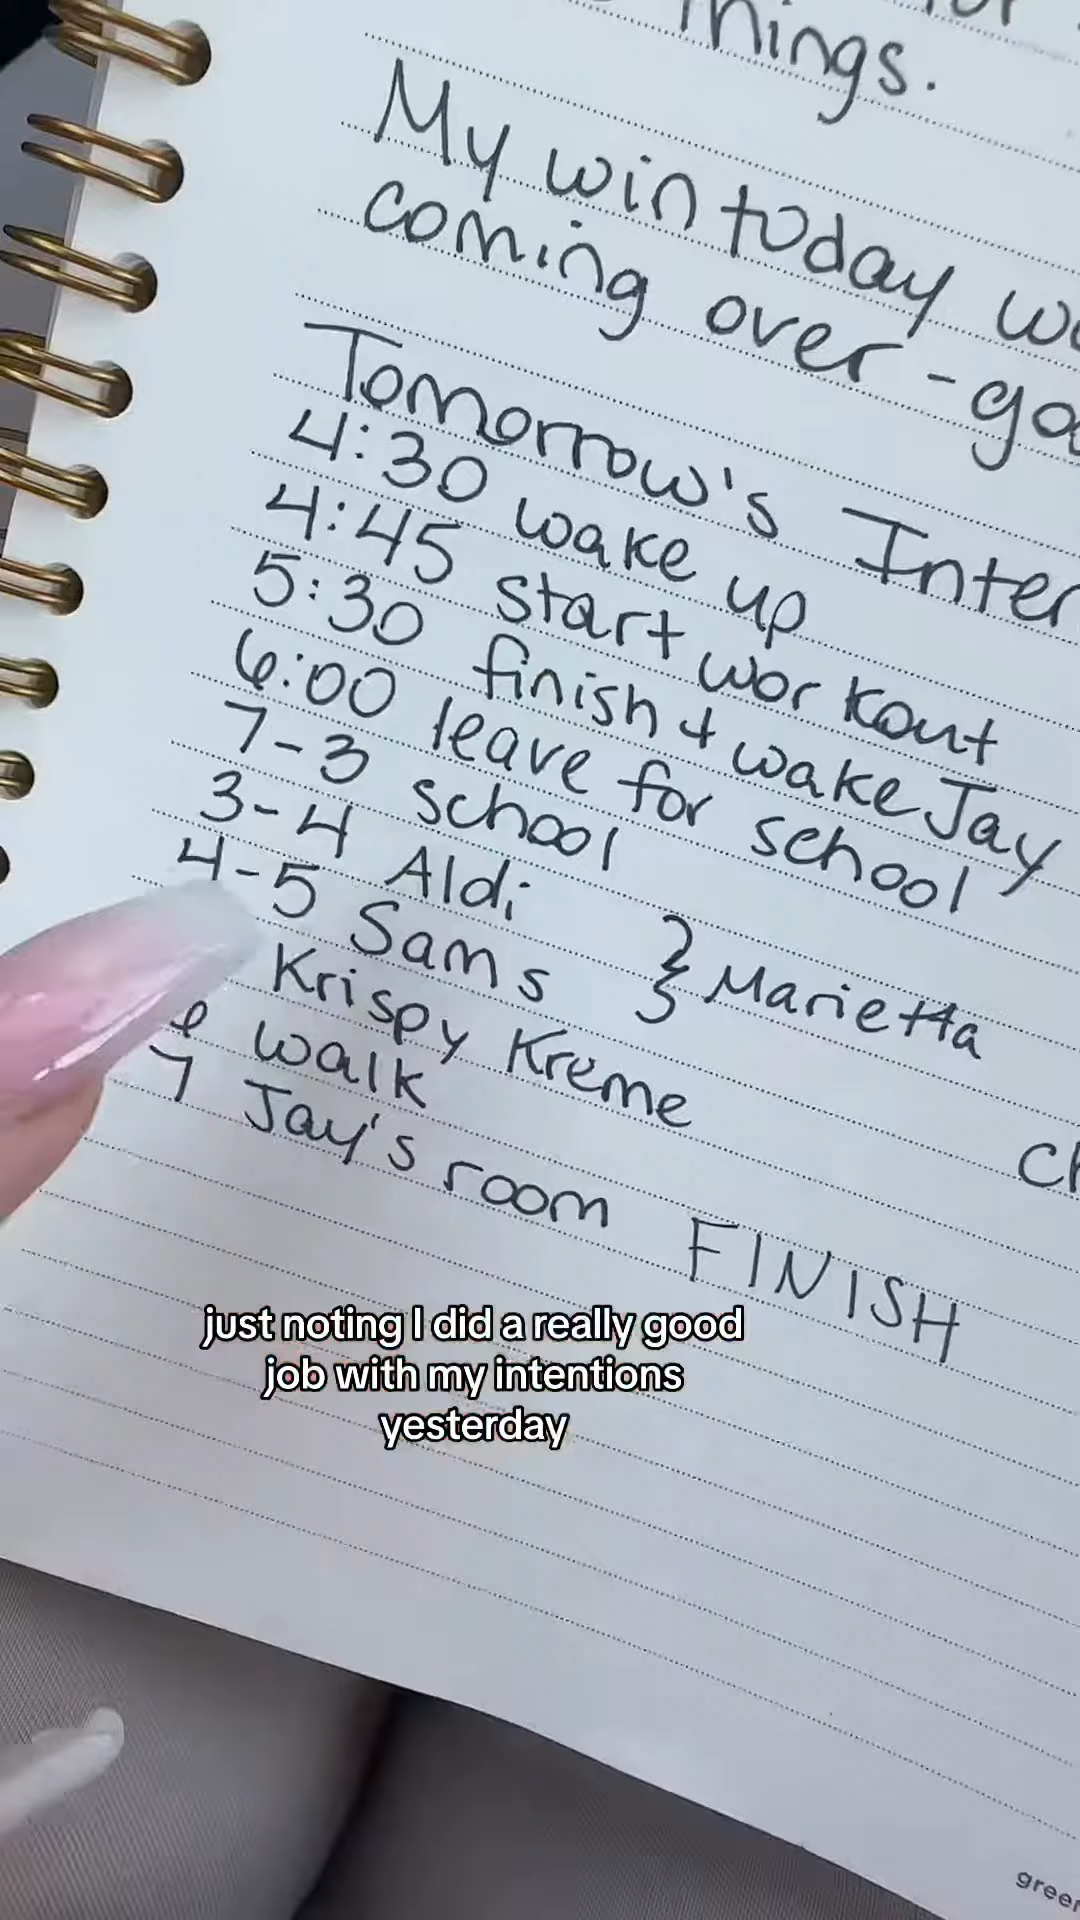 things.
My win today
coming over -
Tomorrow's
4:30 wake up
4:45 start workout
5:30 finish + wake Jay
6:00 leave for school
7-3 school
3-4 Aldi
4-5 Sams } Marietta
Krispy Kreme
walk
7 Jay's room FINISH
just noting I did a really good
job with my intentions
yesterday